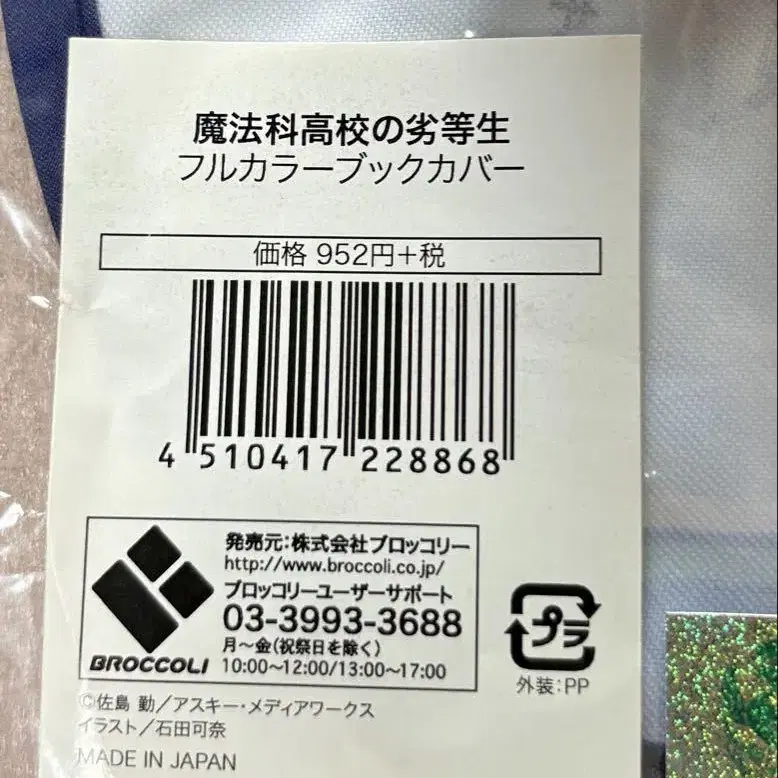 魔法科高校の劣等生
フルカラーブックカバー
価格 952円+税
4 510417 228868
発売元:株式会社ブロッコリー
http://www.broccoli.co.jp/
ブロッコリーユーザーサポート
03-3993-3688
月~金(祝祭日を除く)
10:00~12:00/13:00~17:00
BROCCOLI
プラ
外装:PP
©佐島 勤/アスキー・メディアワークス
イラスト/石田可奈
MADE IN JAPAN